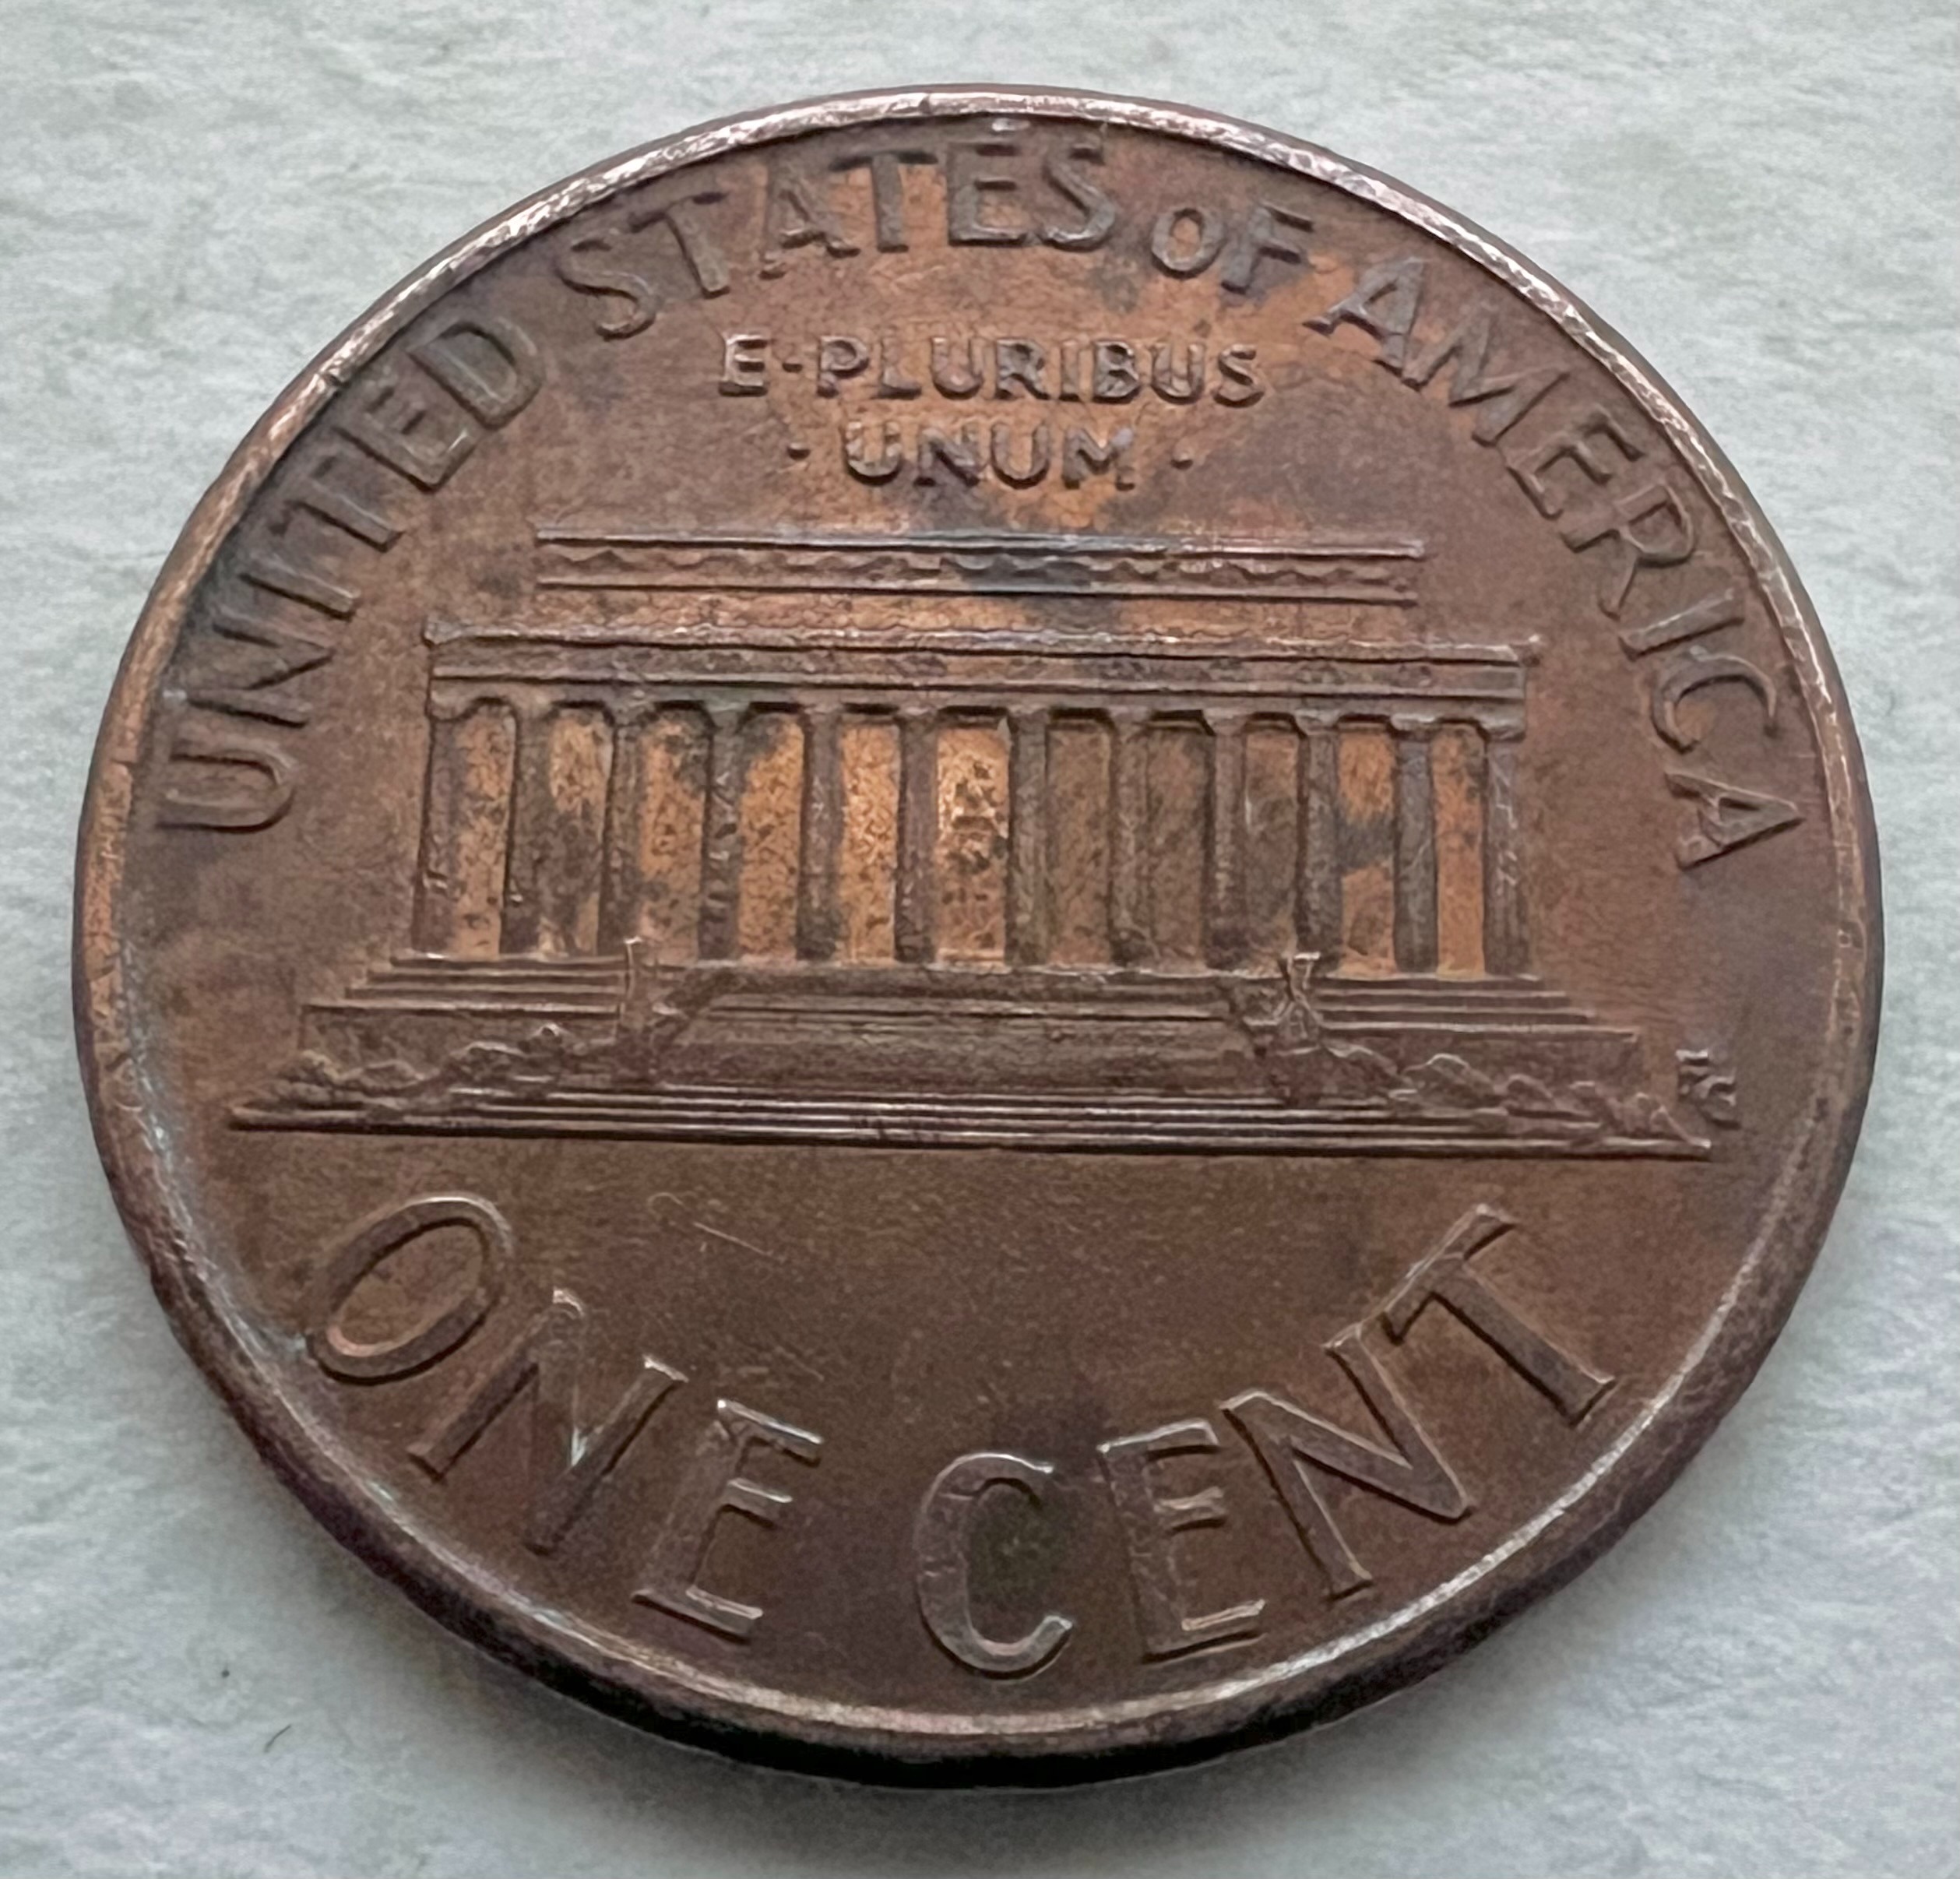 UNITED STATES OF AMERICA
E·PLURIBUS
·UNUM·
ONE CENT